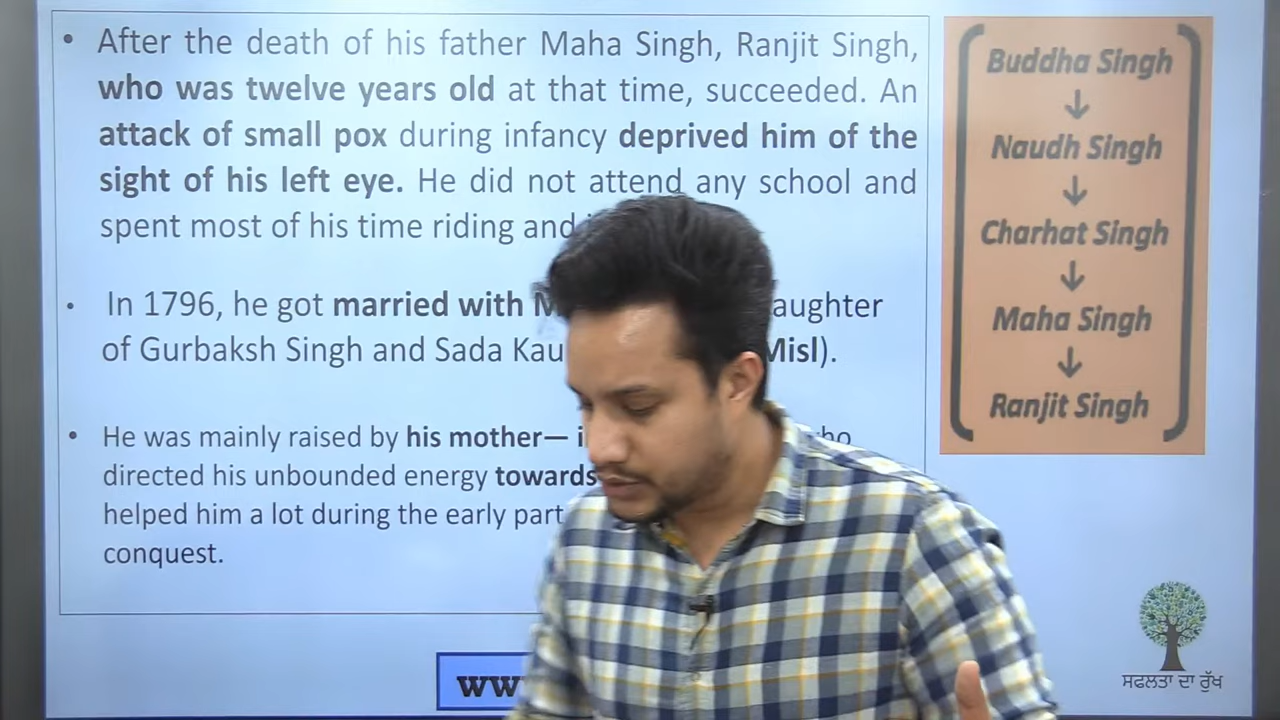 • After the death of his father Maha Singh, Ranjit Singh,
who was twelve years old at that time, succeeded. An
attack of small pox during infancy deprived him of the
sight of his left eye. He did not attend any school and
spent most of his time riding and
• In 1796, he got married with
of Gurbaksh Singh and Sada Misl).
• He was mainly raised by his mother—
directed his unbounded energy towards
helped him a lot during the early part
conquest.
Buddha Singh
↓
Naudh Singh
↓
Charhat Singh
↓
Maha Singh
↓
Ranjit Singh
ਸਫਲਤਾ ਦਾ ਰੁੱਖ